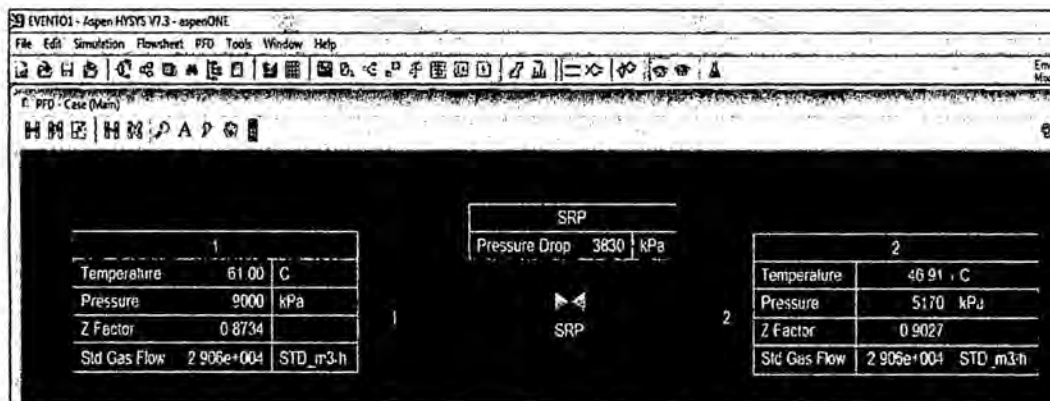 EVENTO1 - Aspen HYSYS V7.3 - aspenONE
File Edit Simulation Flowsheet PFD Tools Window Help
PFD - Case (Main)
A
SRP
Pressure Drop 3830 kPa
1
Temperature 61.00 C
Pressure 9000 kPa
Z Factor 0.8734
Std Gas Flow 2.906e+004 STD_m3/h
1
SRP
2
2
Temperature 46.91 C
Pressure 5170 kPa
Z Factor 0.9027
Std Gas Flow 2.906e+004 STD_m3/h